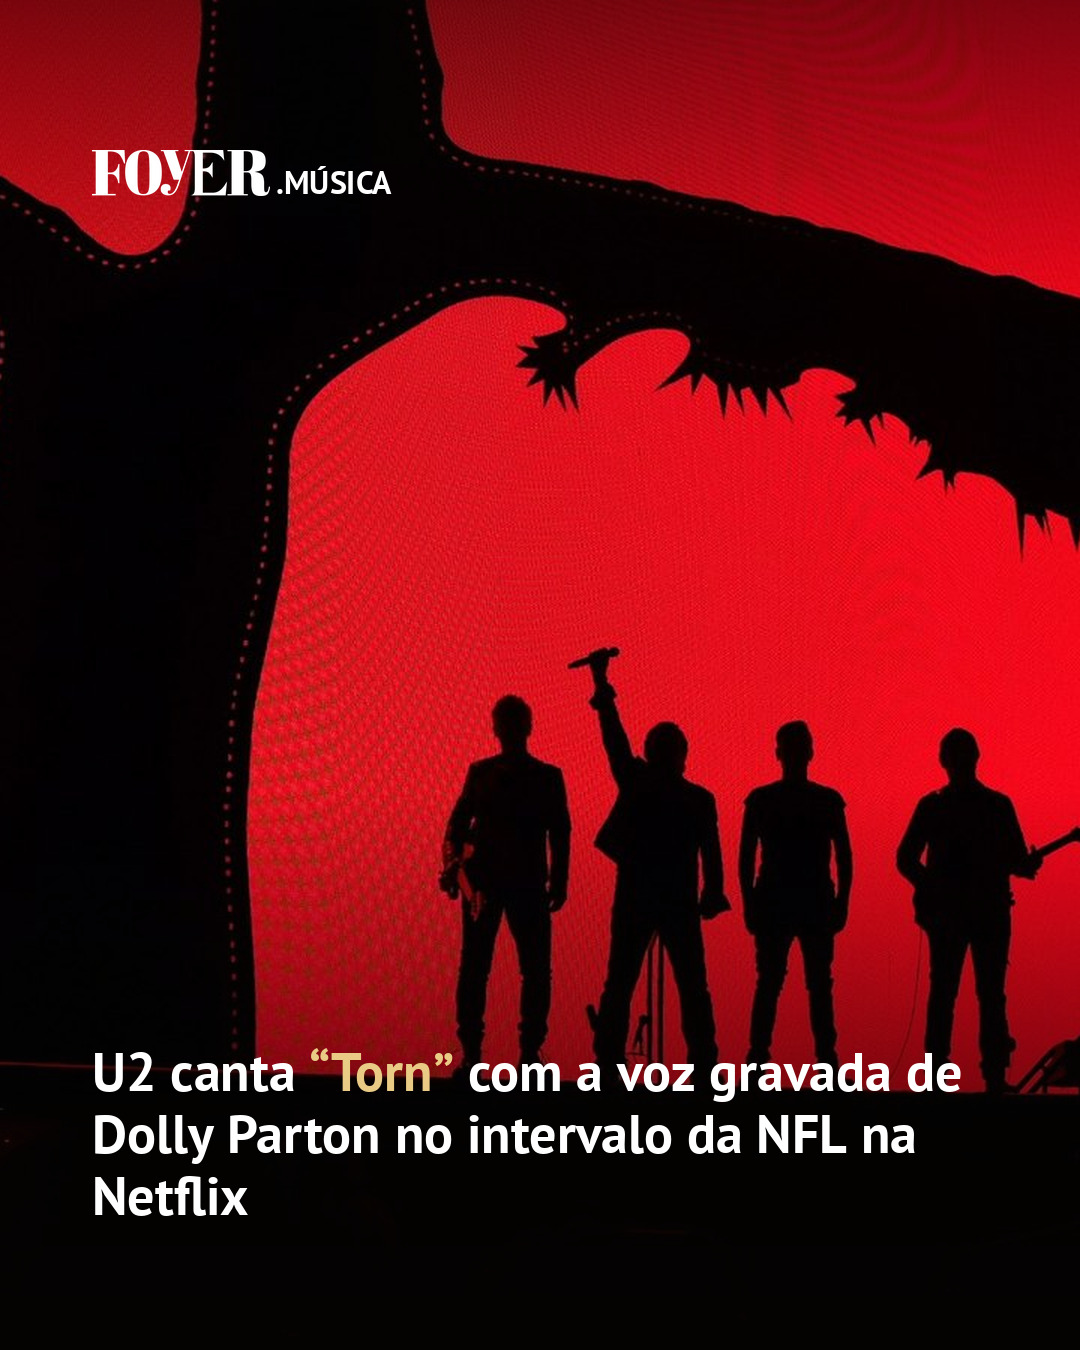 FOYER.MÚSICA
U2 canta “Torn” com a voz gravada de
Dolly Parton no intervalo da NFL na
Netflix